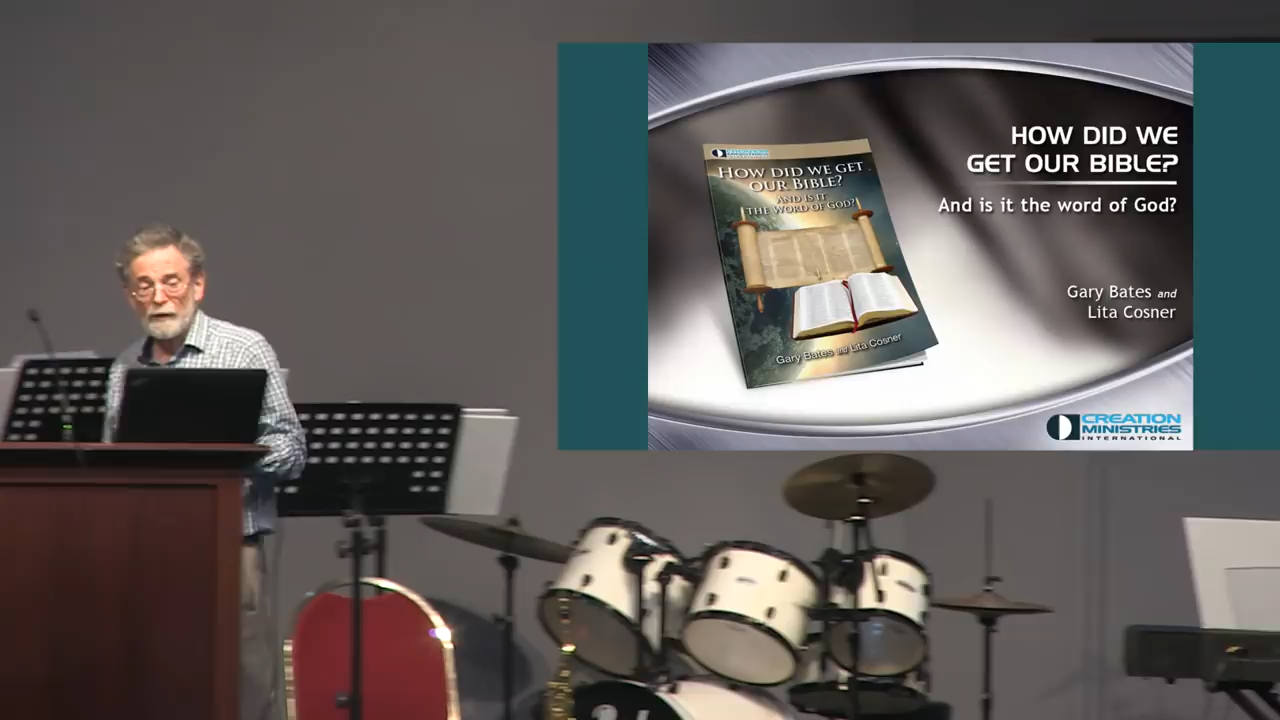 HOW DID WE
GET OUR BIBLE?
And is it the word of God?
Gary Bates and
Lita Cosner
CREATION
MINISTRIES
INTERNATIONAL
CREATION
MINISTRIES
HOW DID WE GET
OUR BIBLE?
AND IS IT
THE WORD OF GOD?
Gary Bates and Lita Cosner